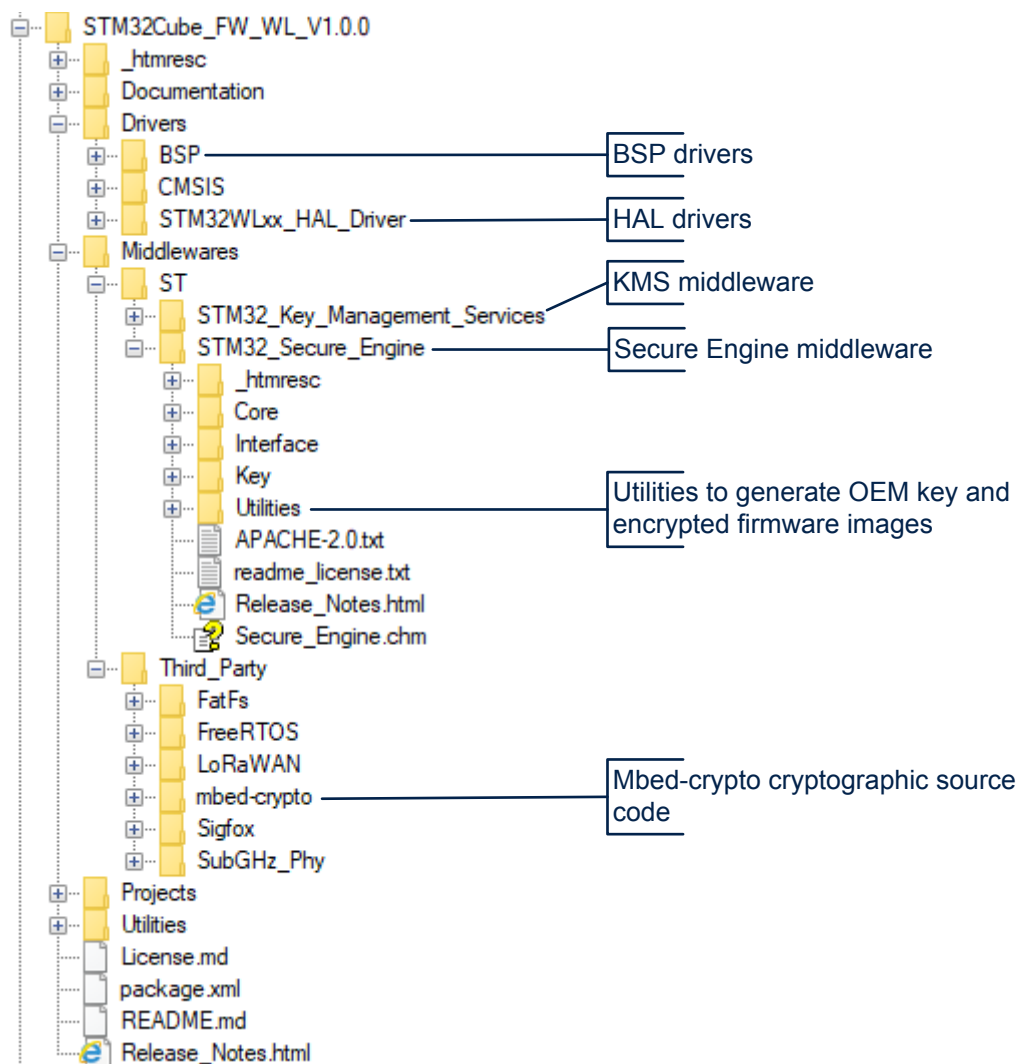 STM32Cube_FW_WL_V1.0.0
_htmresc
Documentation
Drivers
BSP
BSP drivers
CMSIS
STM32WLxx_HAL_Driver
HAL drivers
Middlewares
ST
KMS middleware
STM32_Key_Management_Services
STM32_Secure_Engine
Secure Engine middleware
_htmresc
Core
Interface
Key
Utilities
Utilities to generate OEM key and
encrypted firmware images
APACHE-2.0.txt
readme_license.txt
Release_Notes.html
Secure_Engine.chm
Third_Party
FatFs
FreeRTOS
LoRaWAN
mbed-crypto
Mbed-crypto cryptographic source
code
Sigfox
SubGHz_Phy
Projects
Utilities
License.md
package.xml
README.md
Release_Notes.html